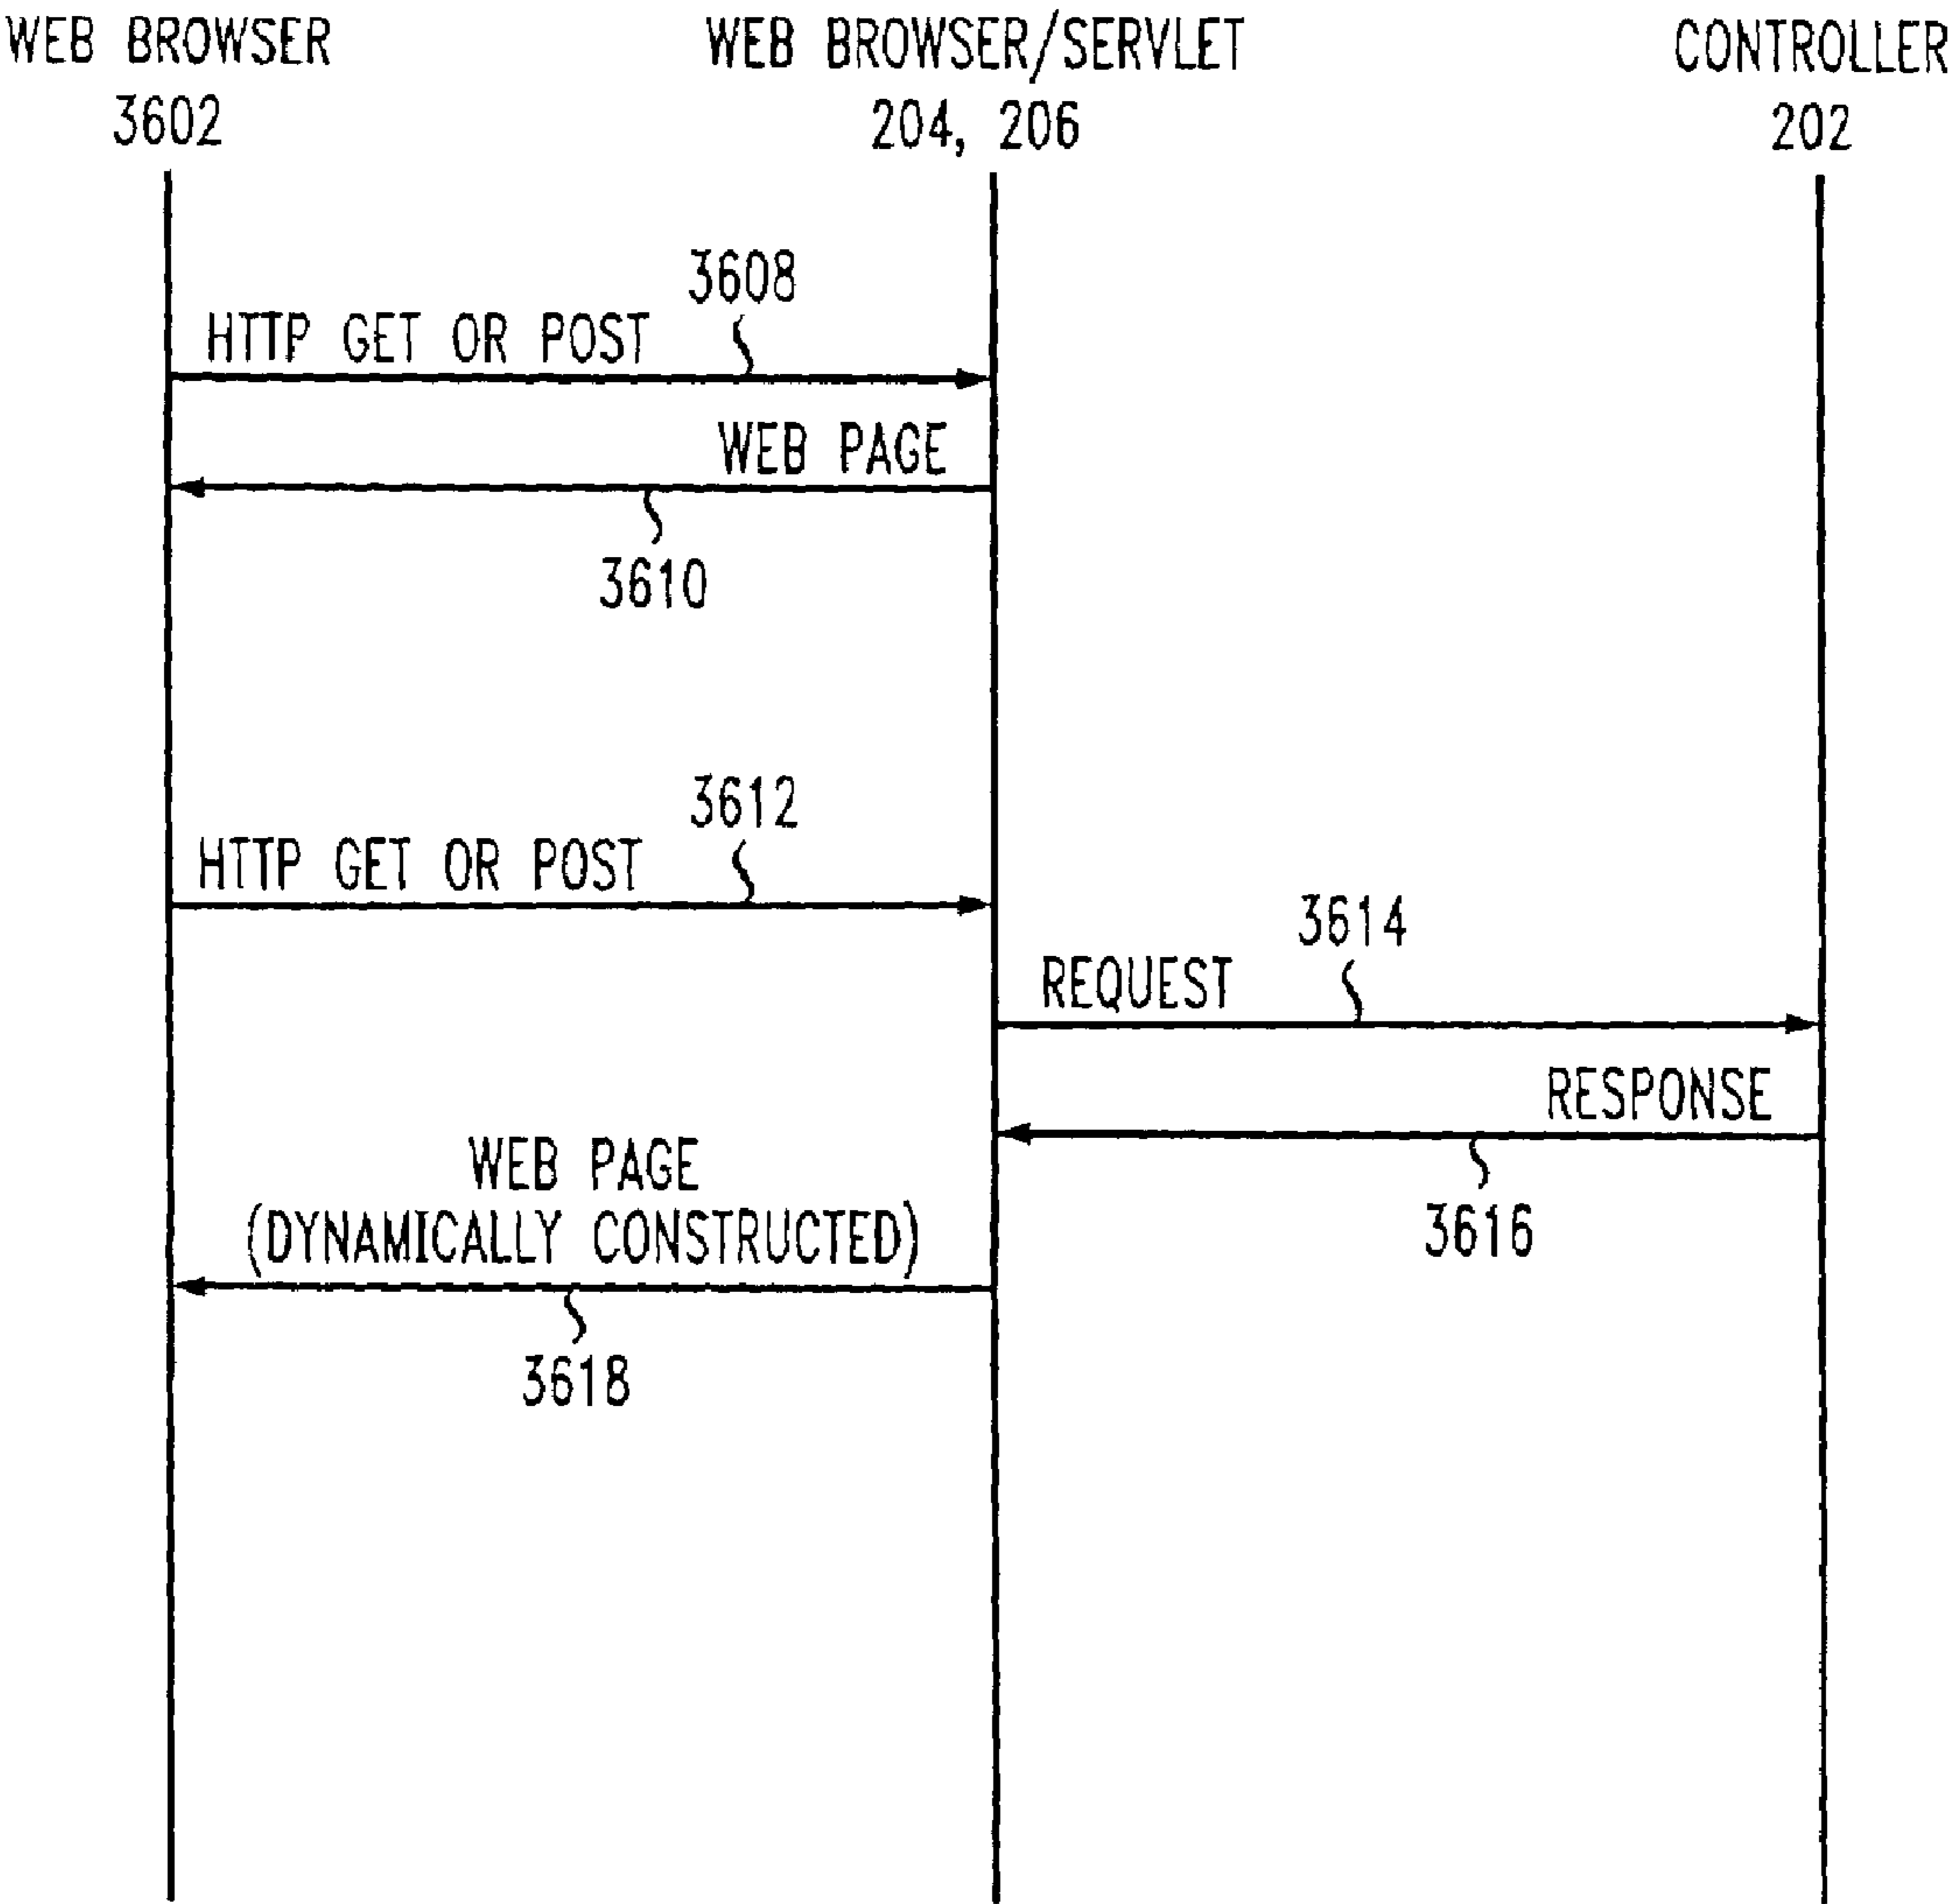 WEB BROWSER
3602
WEB BROWSER/SERVLET
204, 206
CONTROLLER
202
3608
HTTP GET OR POST
WEB PAGE
3610
3612
HTTP GET OR POST
3614
REQUEST
RESPONSE
3616
WEB PAGE
(DYNAMICALLY CONSTRUCTED)
3618